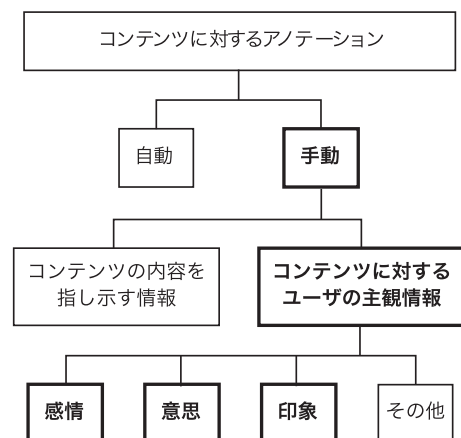 コンテンツに対するアノテーション
自動
手動
コンテンツの内容を
指し示す情報
コンテンツに対する
ユーザの主観情報
感情
意思
印象
その他